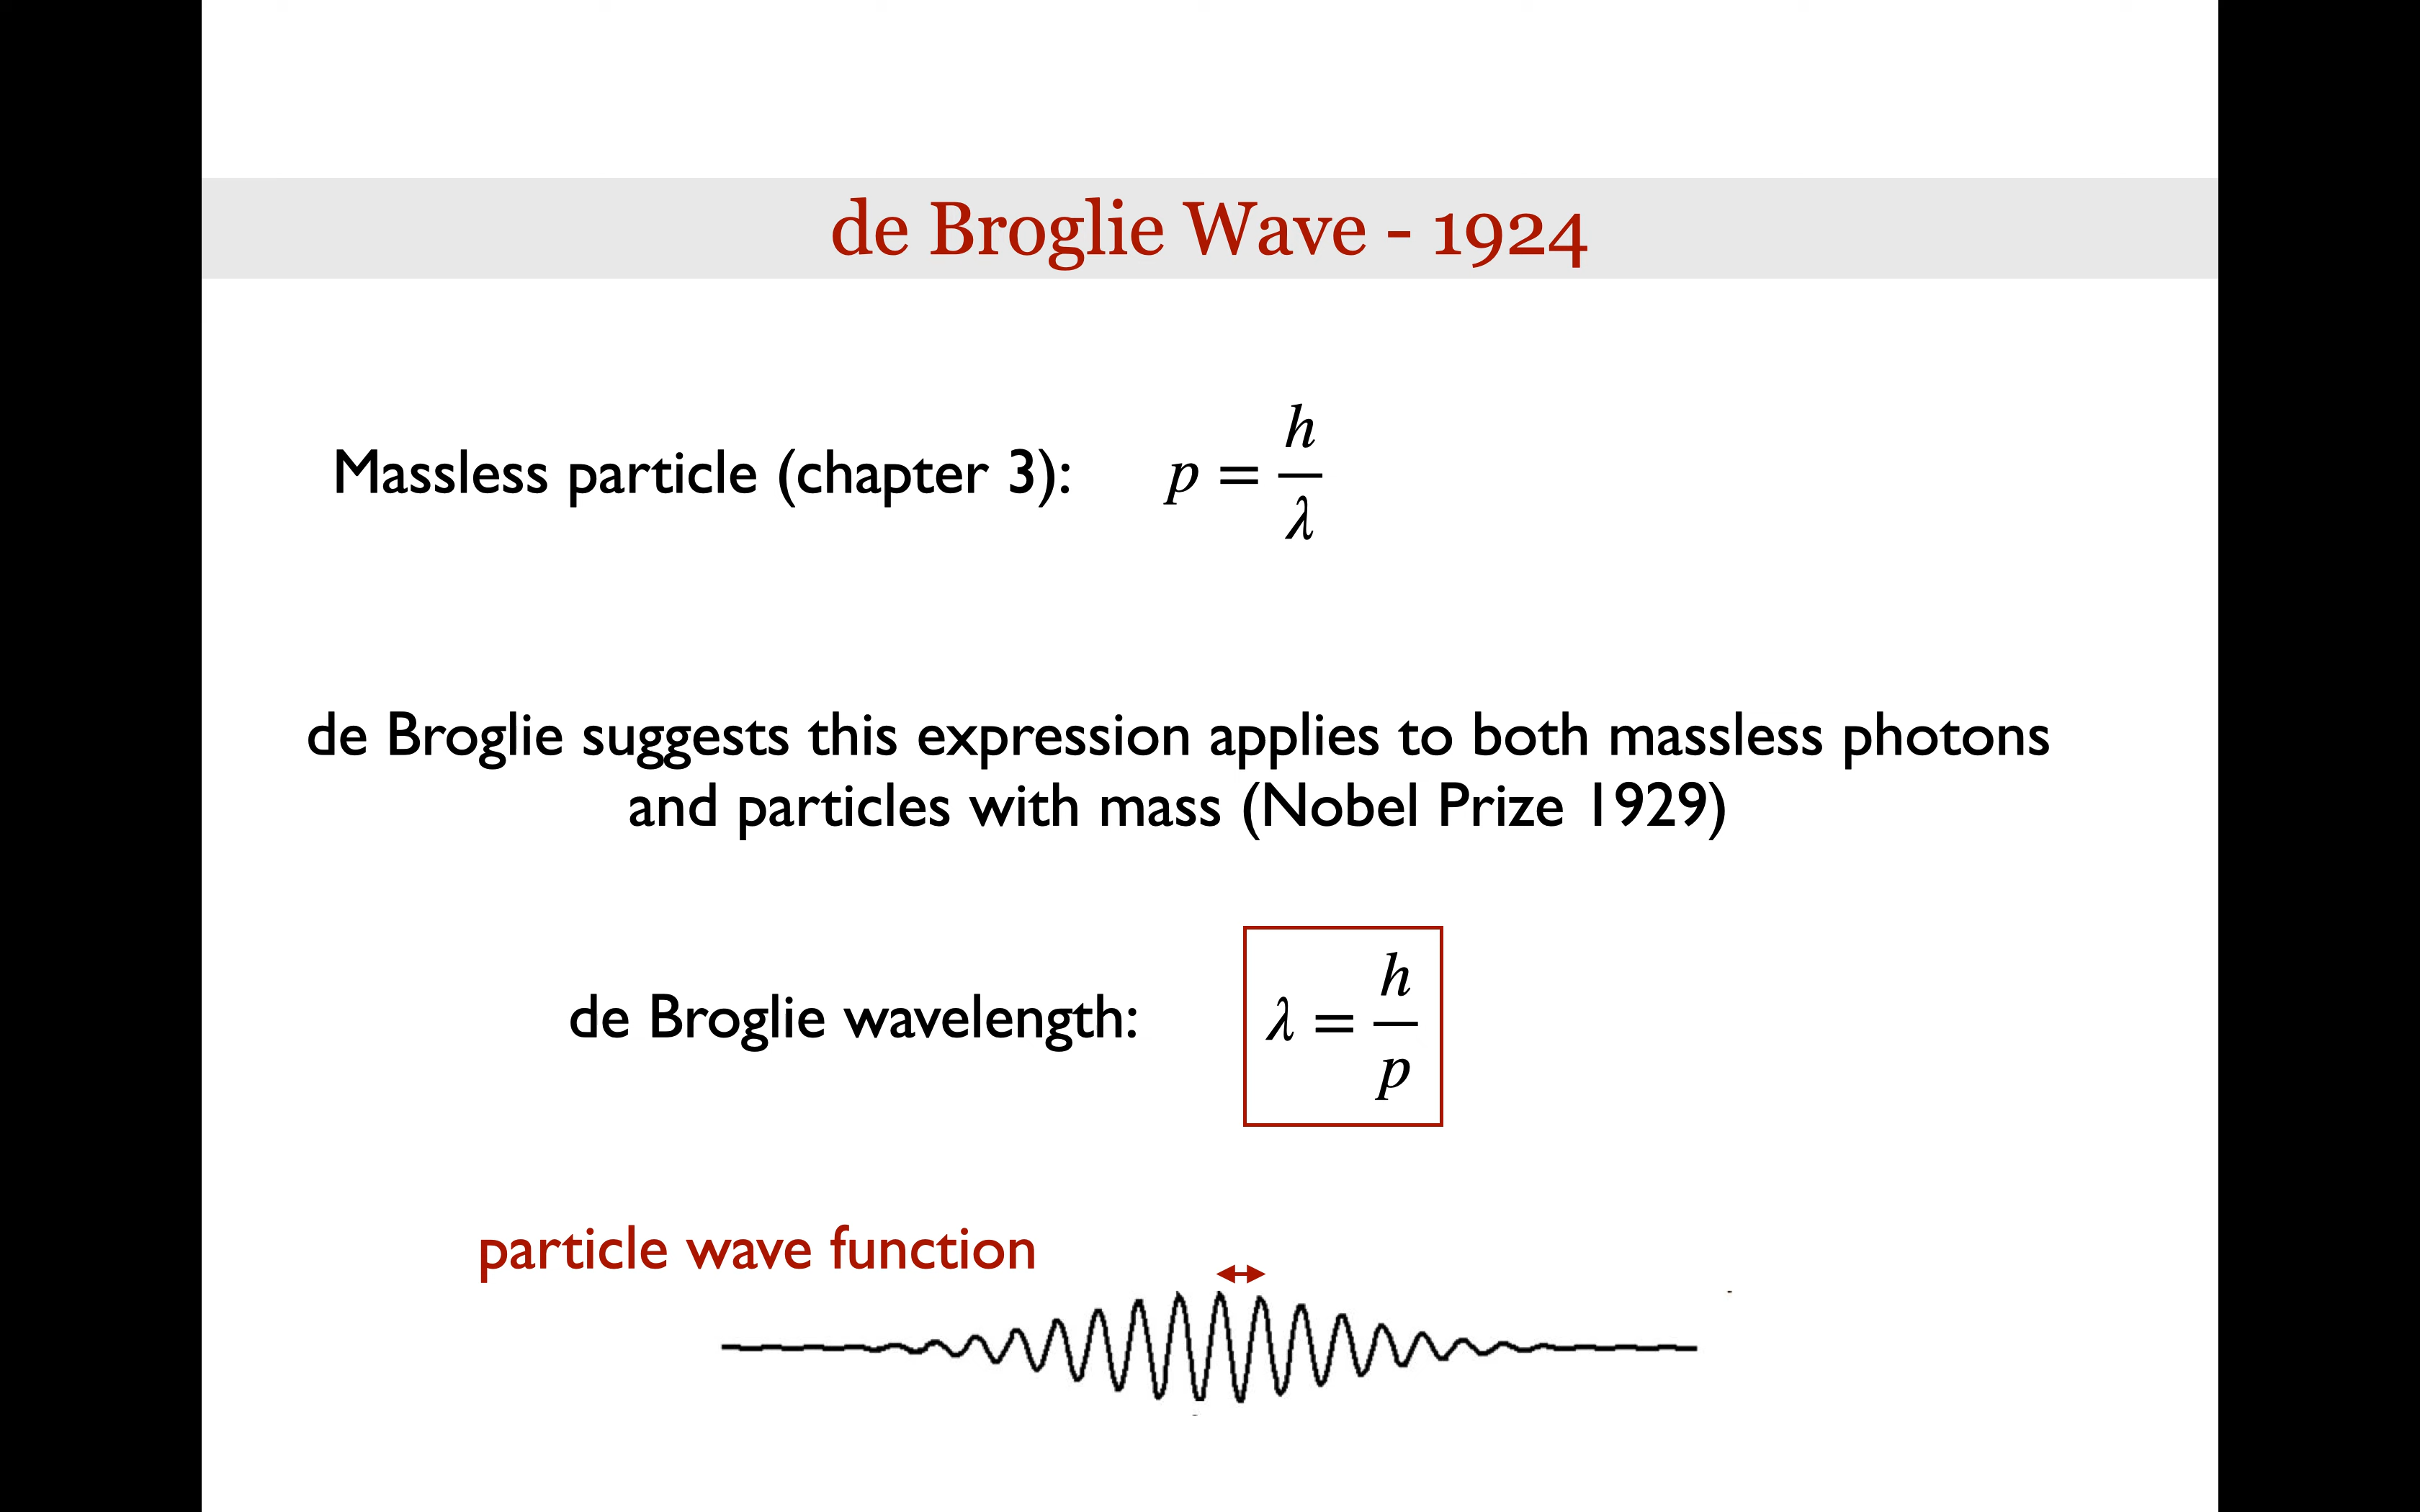 de Broglie Wave - 1924
Massless particle (chapter 3): p = h/λ
de Broglie suggests this expression applies to both massless photons
and particles with mass (Nobel Prize 1929)
de Broglie wavelength: λ = h/p
particle wave function